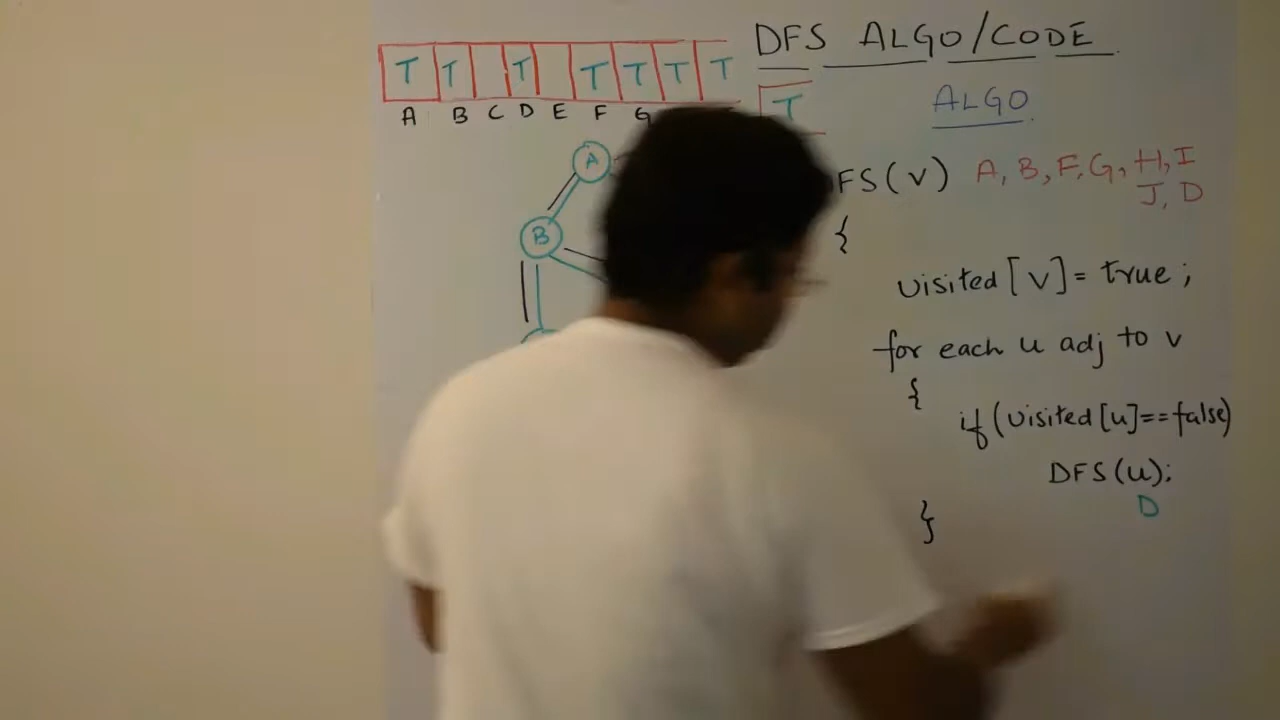 DFS ALGO/CODE
T T T T T T T T
A B C D E F G
ALGO
A
FS(v) A, B, F, G, H, I
J, D
B
{
visited[v]= true;
for each u adj to v
{
if(visited[u]==false)
DFS(u);
D
}